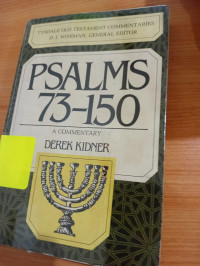 TYNDALE OLD TESTAMENT COMMENTARIES
D. J. WISEMAN, GENERAL EDITOR
PSALMS
73-150
A COMMENTARY
DEREK KIDNER